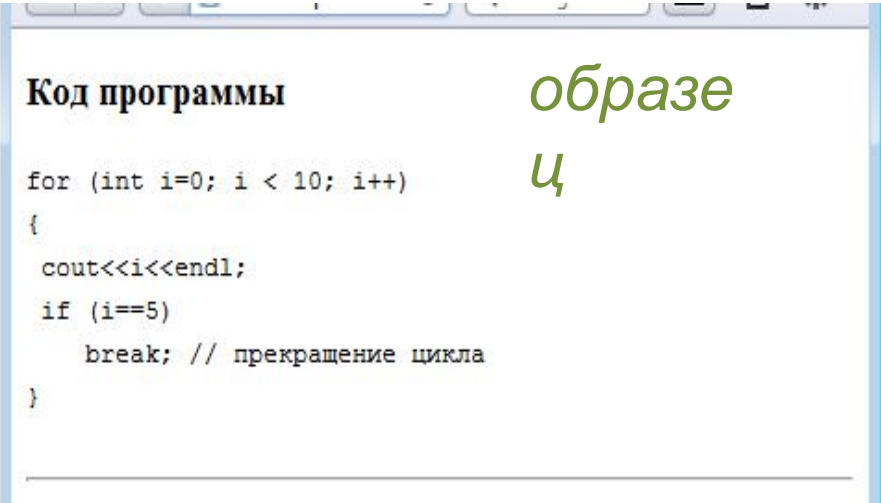 Код программы
образе
ц
for (int i=0; i < 10; i++)
{
 cout<<i<<endl;
 if (i==5)
    break; // прекращение цикла
}